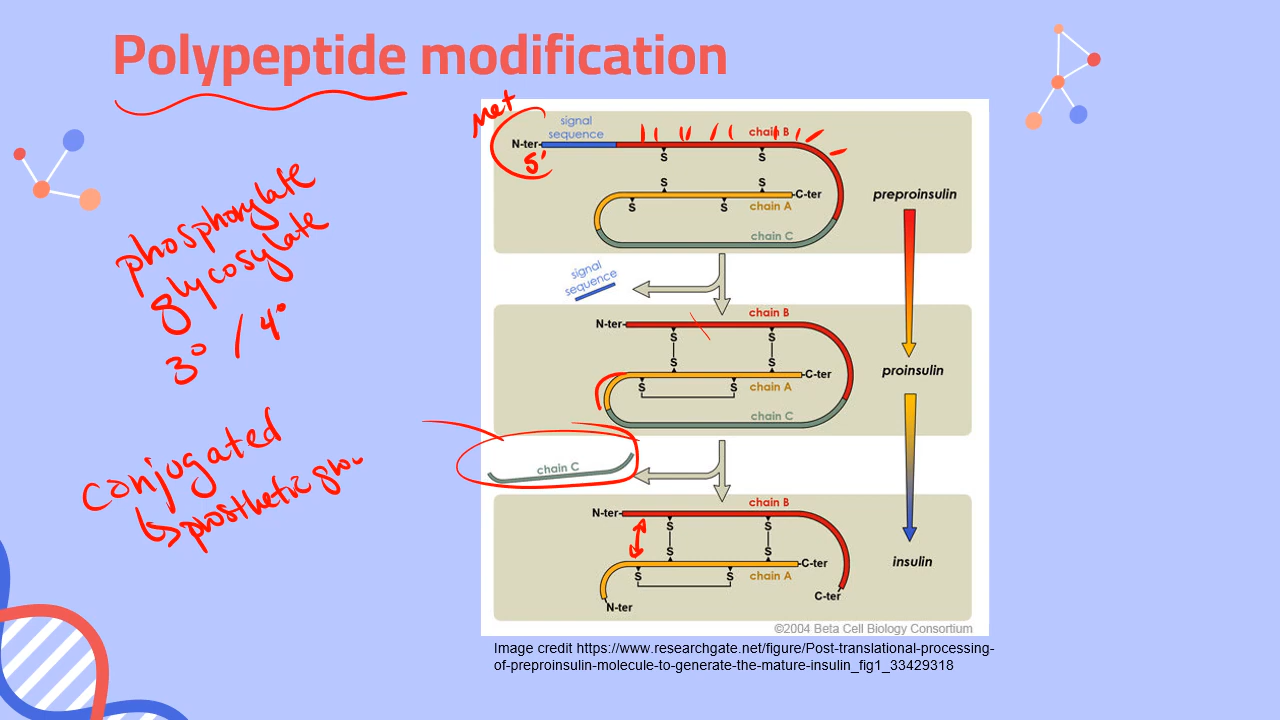 Polypeptide modification
Met
signal
sequence
chain B
N-ter
5'
S
S
S
S
C-ter
S
S
chain A
preproinsulin
chain C
phosphorylate
glycosylate
3° / 4°
signal
sequence
chain B
N-ter
S
S
S
S
C-ter
S
S
chain A
proinsulin
chain C
conjugated
prosthetic
chain C
chain B
N-ter
S
S
S
S
C-ter
S
S
chain A
insulin
C-ter
N-ter
©2004 Beta Cell Biology Consortium
Image credit https://www.researchgate.net/figure/Post-translational-processing-
of-preproinsulin-molecule-to-generate-the-mature-insulin_fig1_33429318